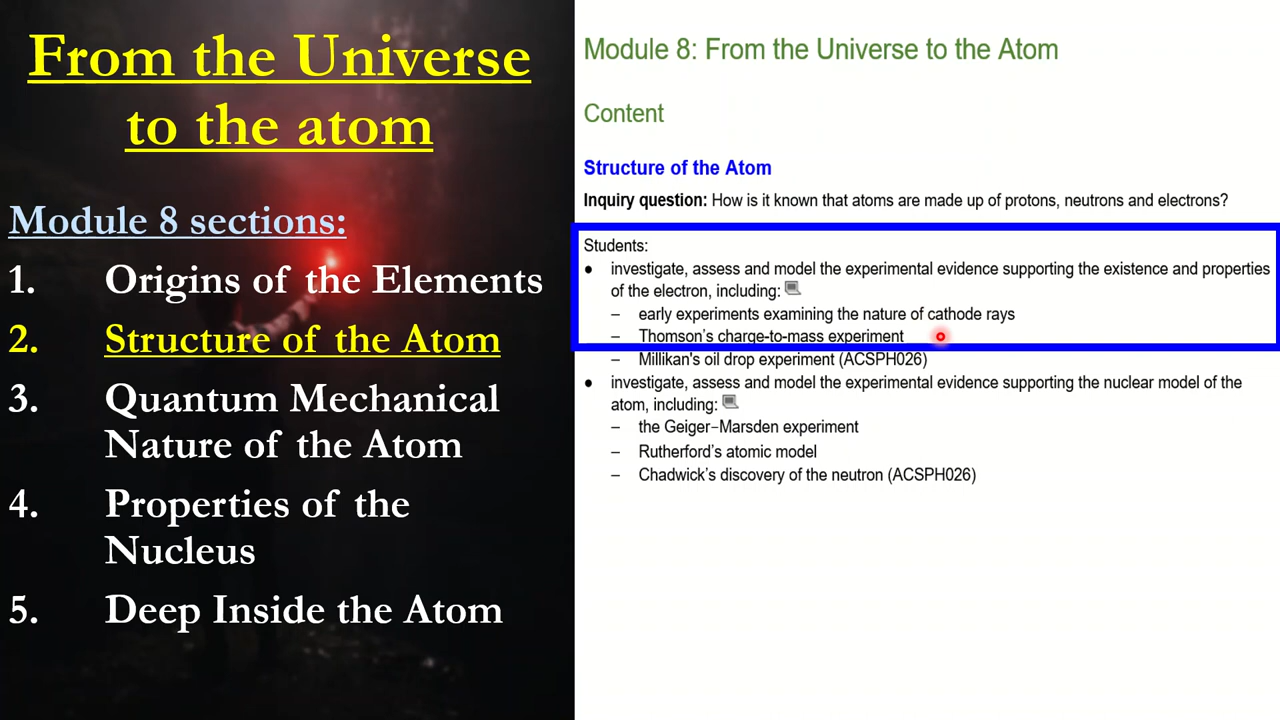 From the Universe
to the atom
Module 8 sections:
1. Origins of the Elements
2. Structure of the Atom
3. Quantum Mechanical
Nature of the Atom
4. Properties of the
Nucleus
5. Deep Inside the Atom
Module 8: From the Universe to the Atom
Content
Structure of the Atom
Inquiry question: How is it known that atoms are made up of protons, neutrons and electrons?
Students:
● investigate, assess and model the experimental evidence supporting the existence and properties
of the electron, including:
– early experiments examining the nature of cathode rays
– Thomson's charge-to-mass experiment
– Millikan's oil drop experiment (ACSPH026)
● investigate, assess and model the experimental evidence supporting the nuclear model of the
atom, including:
– the Geiger–Marsden experiment
– Rutherford's atomic model
– Chadwick's discovery of the neutron (ACSPH026)